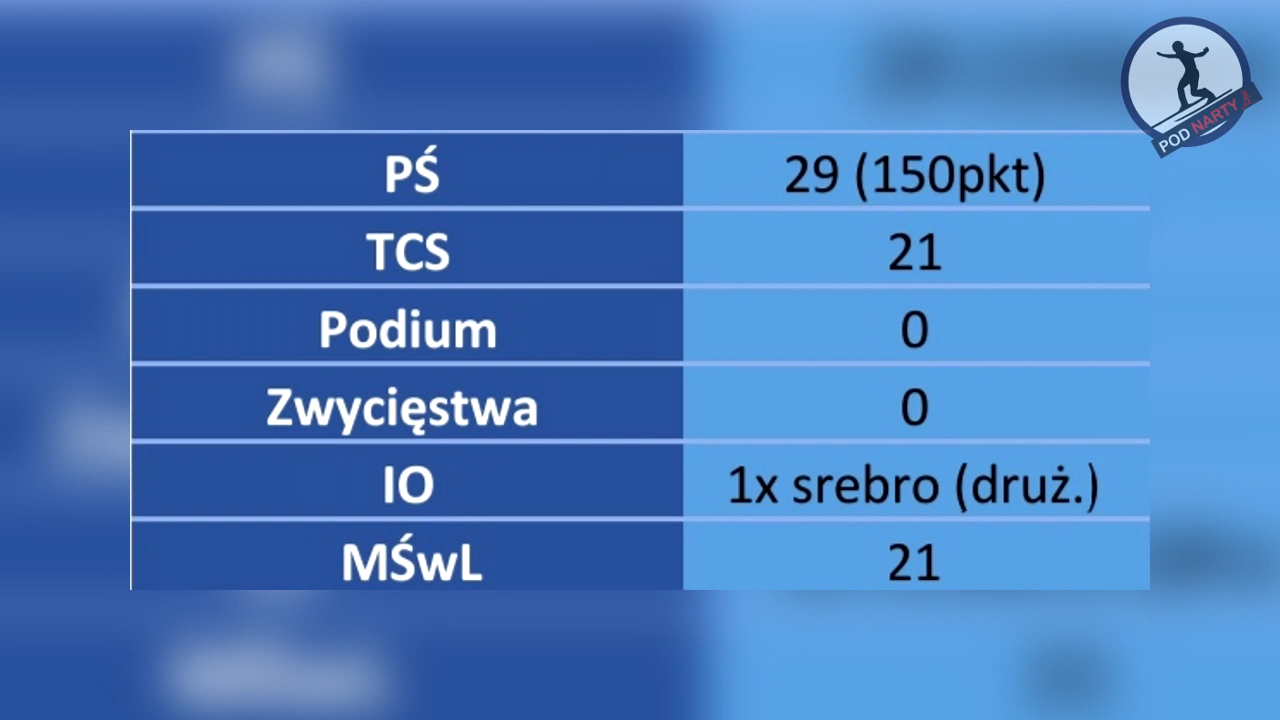 POD NARTY
PŚ 29 (150pkt)
TCS 21
Podium 0
Zwycięstwa 0
IO 1x srebro (druż.)
MŚwL 21